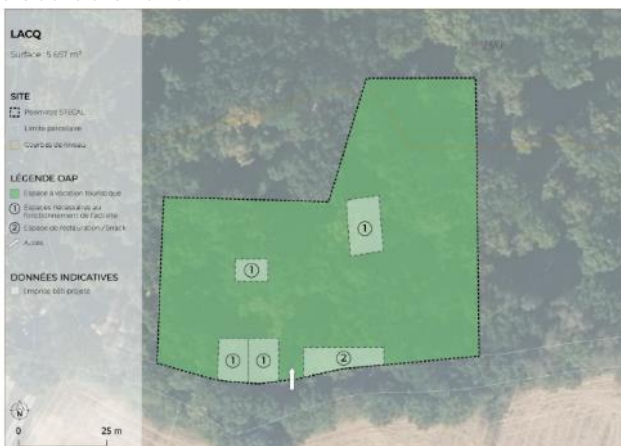 LACQ
Surface : 5 657 m²
SITE
Périmètre STECAL
Limite parcellaire
Courbes de niveau
LÉGENDE OAP
Espace à vocation touristique
① Espaces nécessaires au
fonctionnement de l'activité
② Espace de restauration / Snack
Accès
DONNÉES INDICATIVES
Emprise bâti projeté
N
0 25 m
①
①
① ①
②